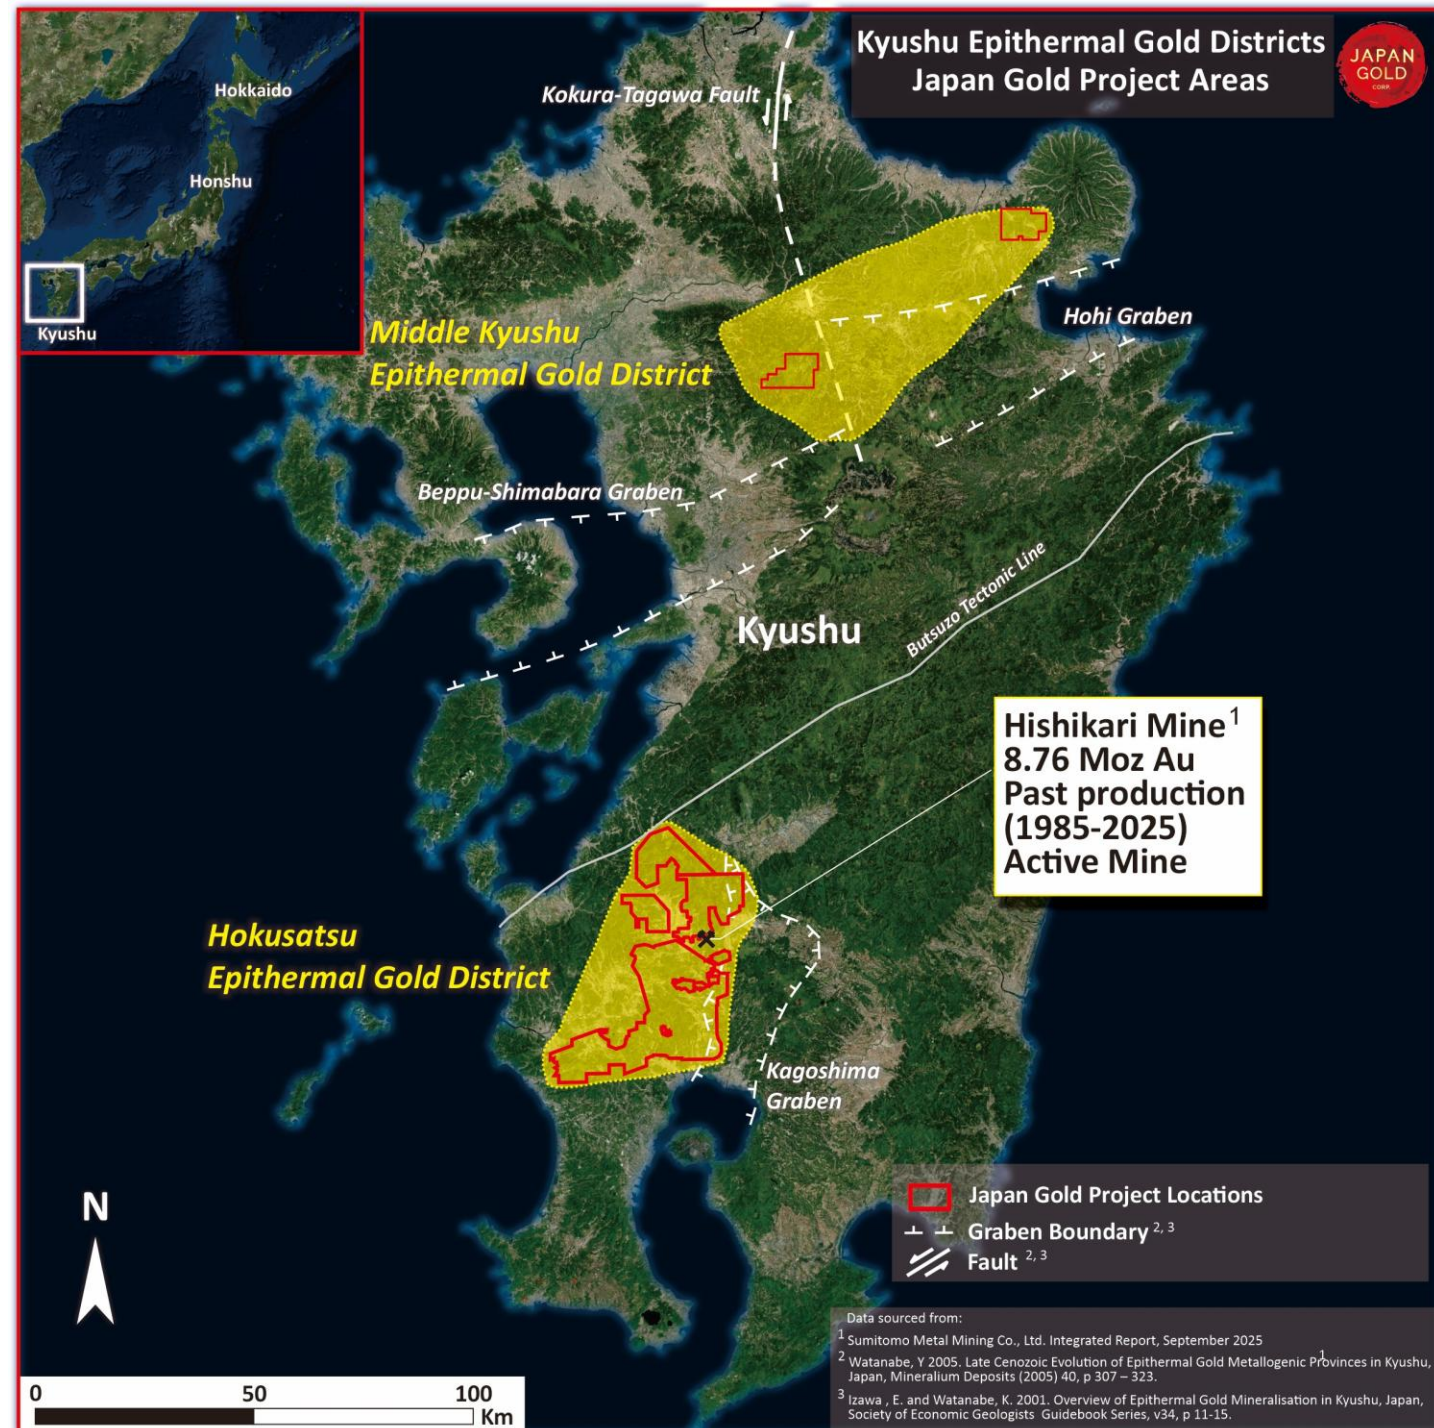 Kyushu Epithermal Gold Districts
Japan Gold Project Areas
JAPAN
GOLD
CORP.
Hokkaido
Honshu
Kyushu
Kokura-Tagawa Fault
Hohi Graben
Middle Kyushu
Epithermal Gold District
Beppu-Shimabara Graben
Butsuzo Tectonic Line
Kyushu
Hishikari Mine1
8.76 Moz Au
Past production
(1985-2025)
Active Mine
Hokusatsu
Epithermal Gold District
Kagoshima
Graben
N
Japan Gold Project Locations
Graben Boundary 2, 3
Fault 2, 3
0 50 100
Km
Data sourced from:
1 Sumitomo Metal Mining Co., Ltd. Integrated Report, September 2025
1
2 Watanabe, Y 2005. Late Cenozoic Evolution of Epithermal Gold Metallogenic Provinces in Kyushu,
Japan, Mineralium Deposits (2005) 40, p 307 – 323.
3 Izawa , E. and Watanabe, K. 2001. Overview of Epithermal Gold Mineralisation in Kyushu, Japan,
Society of Economic Geologists Guidebook Series, v34, p 11-15.